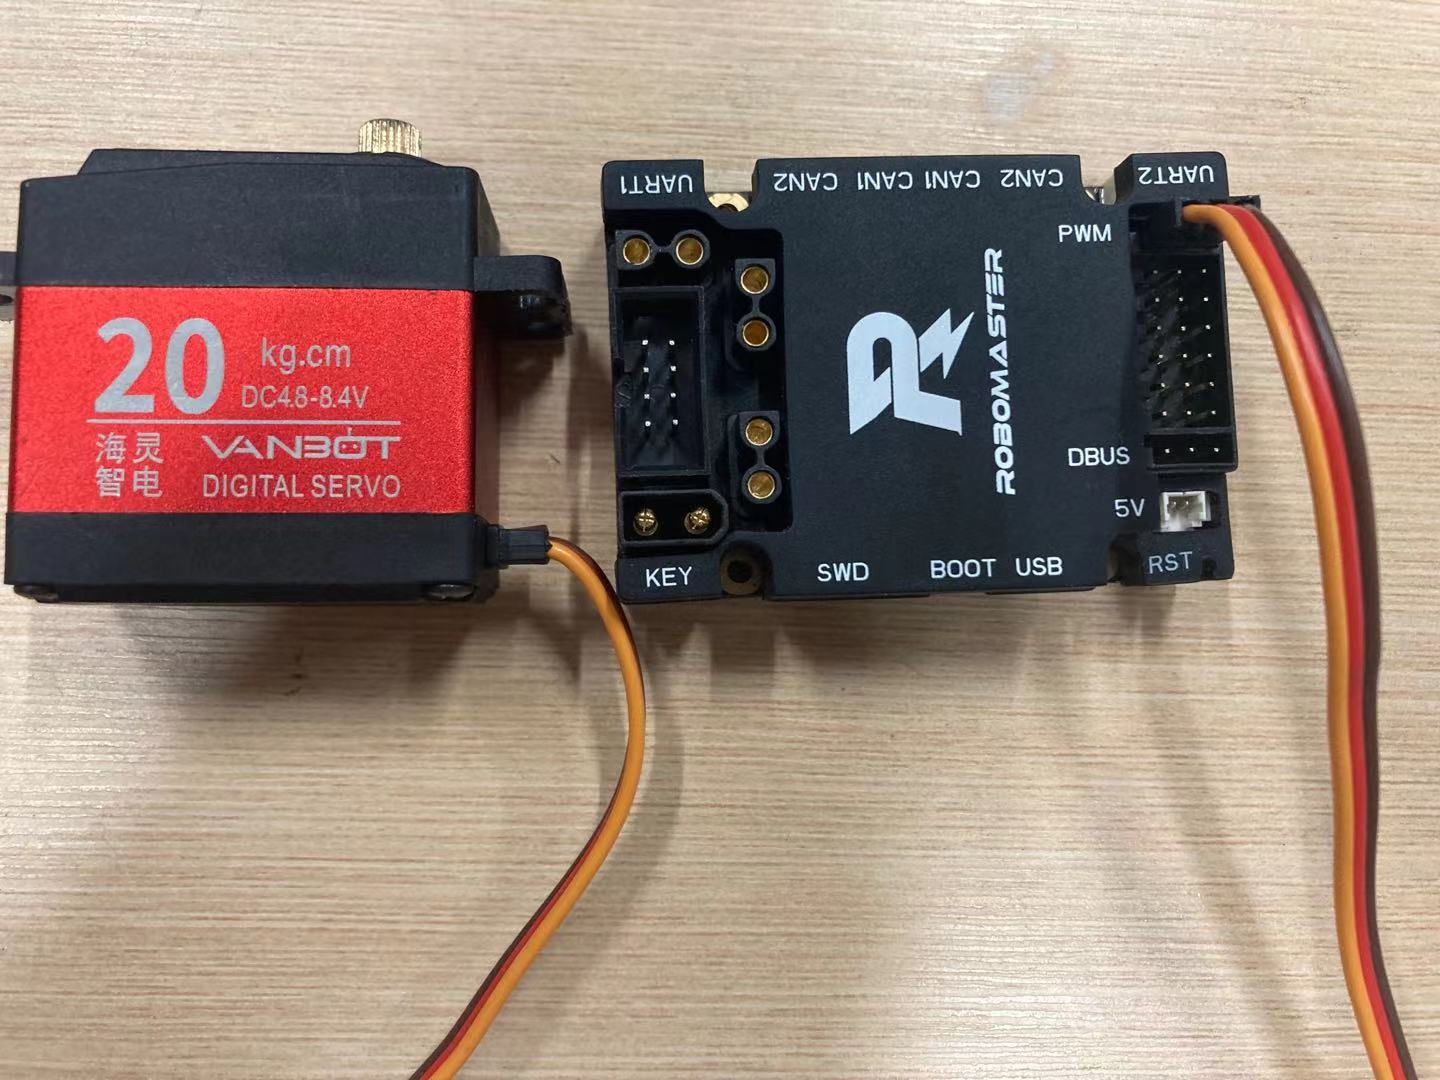 20 kg.cm
DC4.8-8.4V
海灵
智电
VANBOT
DIGITAL SERVO
UART1
CAN2
CAN1
CAN1
CAN2
UART2
PWM
ROBOMASTER
DBUS
5V
KEY
SWD
BOOT
USB
RST